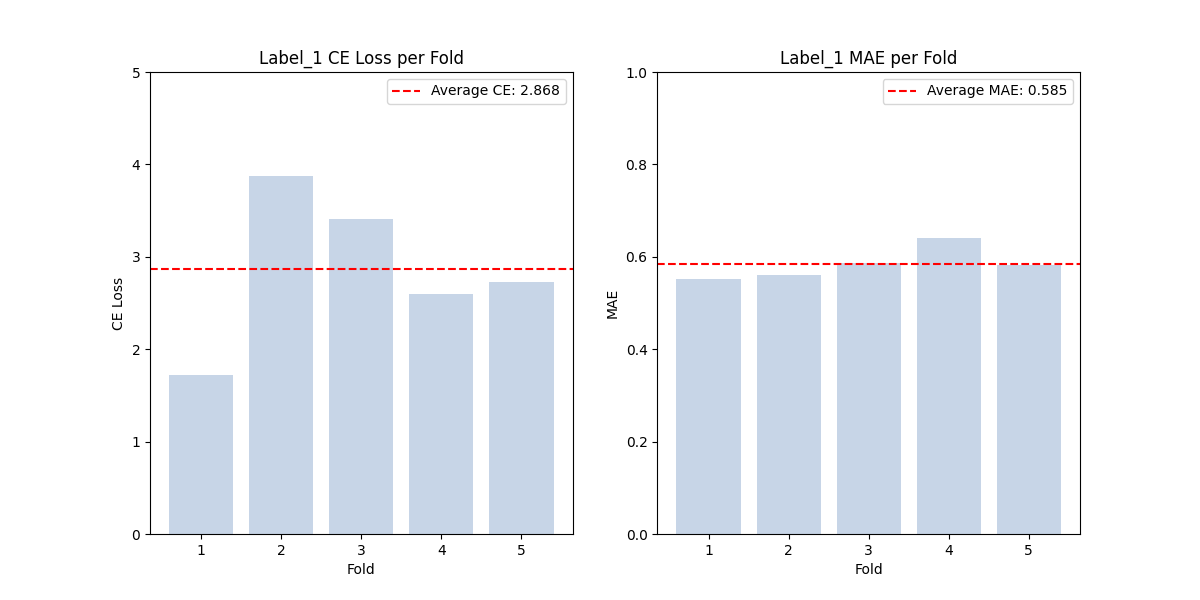 Label_1 CE Loss per Fold
Average CE: 2.868
5
4
3
2
1
0
CE Loss
1 2 3 4 5
Fold
Label_1 MAE per Fold
Average MAE: 0.585
1.0
0.8
0.6
0.4
0.2
0.0
MAE
1 2 3 4 5
Fold